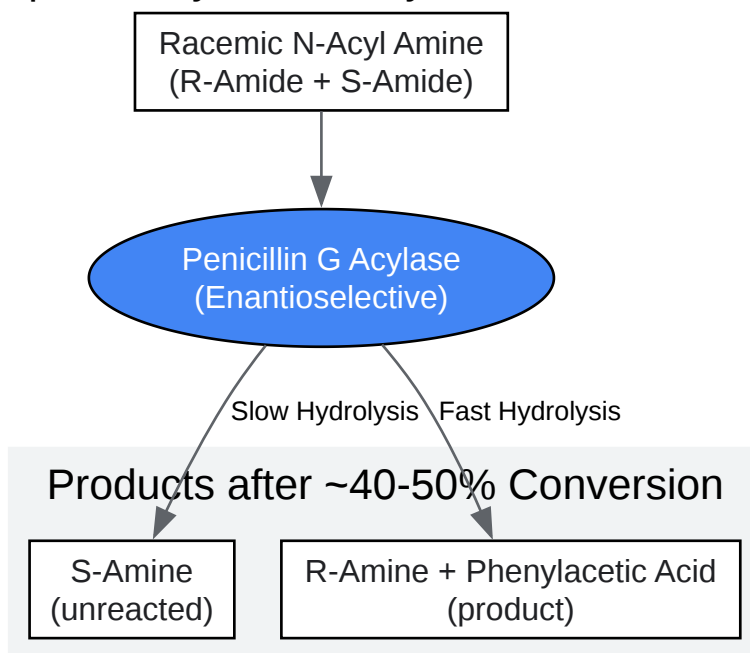 Racemic N-Acyl Amine
(R-Amide + S-Amide)
Penicillin G Acylase
(Enantioselective)
Slow Hydrolysis
Fast Hydrolysis
Products after ~40-50% Conversion
S-Amine
(unreacted)
R-Amine + Phenylacetic Acid
(product)